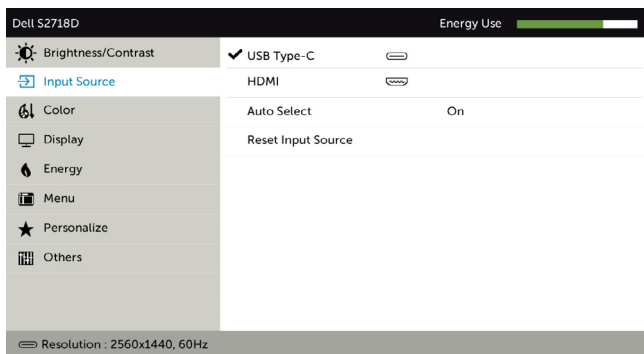 Dell S2718D Energy Use
Brightness/Contrast
Input Source
Color
Display
Energy
Menu
Personalize
Others
USB Type-C
HDMI
Auto Select On
Reset Input Source
Resolution : 2560x1440, 60Hz